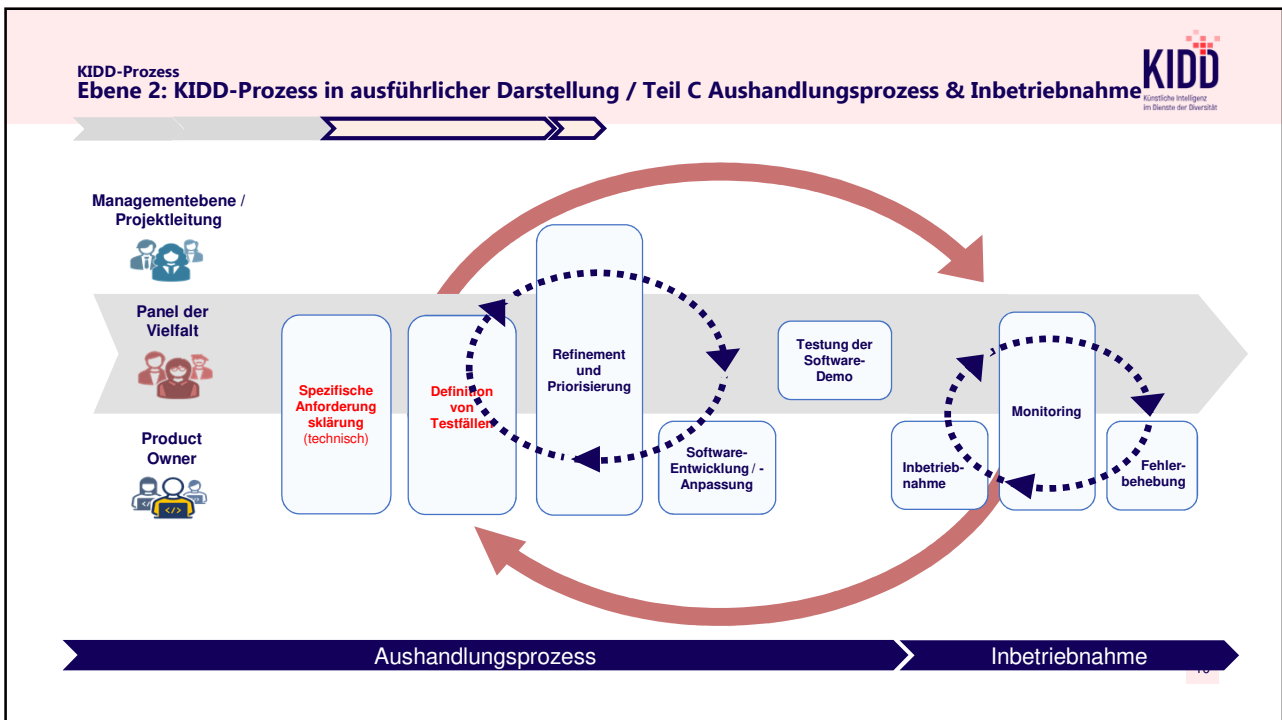 KIDD-Prozess
Ebene 2: KIDD-Prozess in ausführlicher Darstellung / Teil C Aushandlungsprozess & Inbetriebnahme
KIDD
Künstliche Intelligenz
im Dienste der Diversität
Managementebene /
Projektleitung
Panel der
Vielfalt
Product
Owner
</>
Spezifische
Anforderung
sklärung
(technisch)
Definition
von
Testfällen
Refinement
und
Priorisierung
Software-
Entwicklung / -
Anpassung
Testung der
Software-
Demo
Inbetrieb-
nahme
Monitoring
Fehler-
behebung
Aushandlungsprozess
Inbetriebnahme